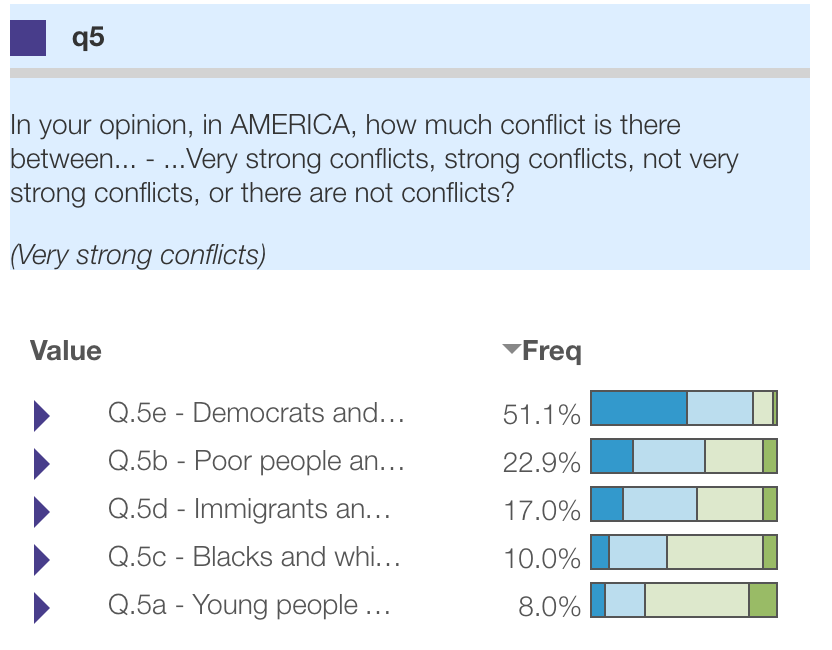 q5
In your opinion, in AMERICA, how much conflict is there
between... - ...Very strong conflicts, strong conflicts, not very
strong conflicts, or there are not conflicts?
(Very strong conflicts)
Value Freq
Q.5e - Democrats and... 51.1%
Q.5b - Poor people an... 22.9%
Q.5d - Immigrants an... 17.0%
Q.5c - Blacks and whi... 10.0%
Q.5a - Young people ... 8.0%